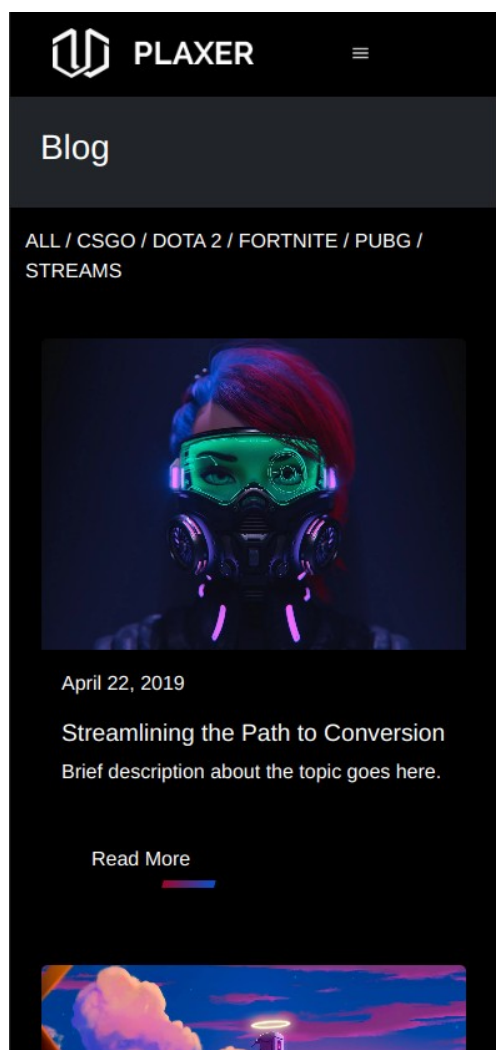 PLAXER
Blog
ALL / CSGO / DOTA 2 / FORTNITE / PUBG /
STREAMS
April 22, 2019
Streamlining the Path to Conversion
Brief description about the topic goes here.
Read More